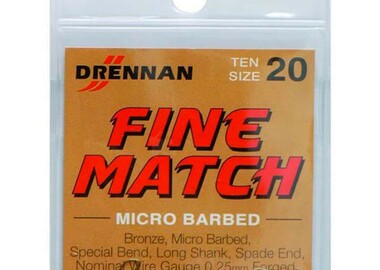 DRENNAN
TEN
SIZE 20
FINE
MATCH
MICRO BARBED
Bronze, Micro Barbed,
Special Bend, Long Shank, Spade End,
Nominal Wire Gauge 0.25mm Forged,